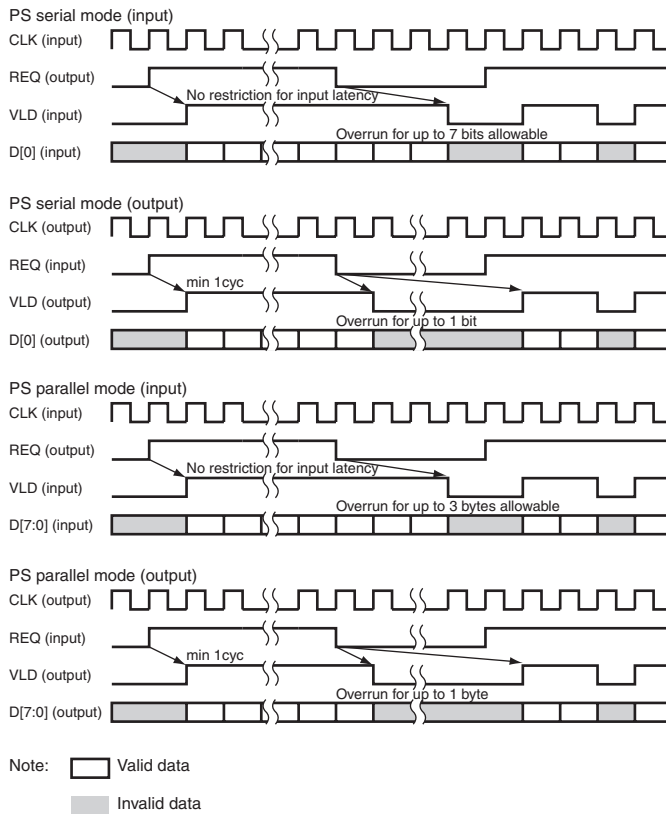 PS serial mode (input)
CLK (input)
REQ (output)
No restriction for input latency
VLD (input)
Overrun for up to 7 bits allowable
D[0] (input)
PS serial mode (output)
CLK (output)
REQ (input)
min 1cyc
VLD (output)
Overrun for up to 1 bit
D[0] (output)
PS parallel mode (input)
CLK (input)
REQ (output)
No restriction for input latency
VLD (input)
Overrun for up to 3 bytes allowable
D[7:0] (input)
PS parallel mode (output)
CLK (output)
REQ (input)
min 1cyc
VLD (output)
Overrun for up to 1 byte
D[7:0] (output)
Note: Valid data
Invalid data